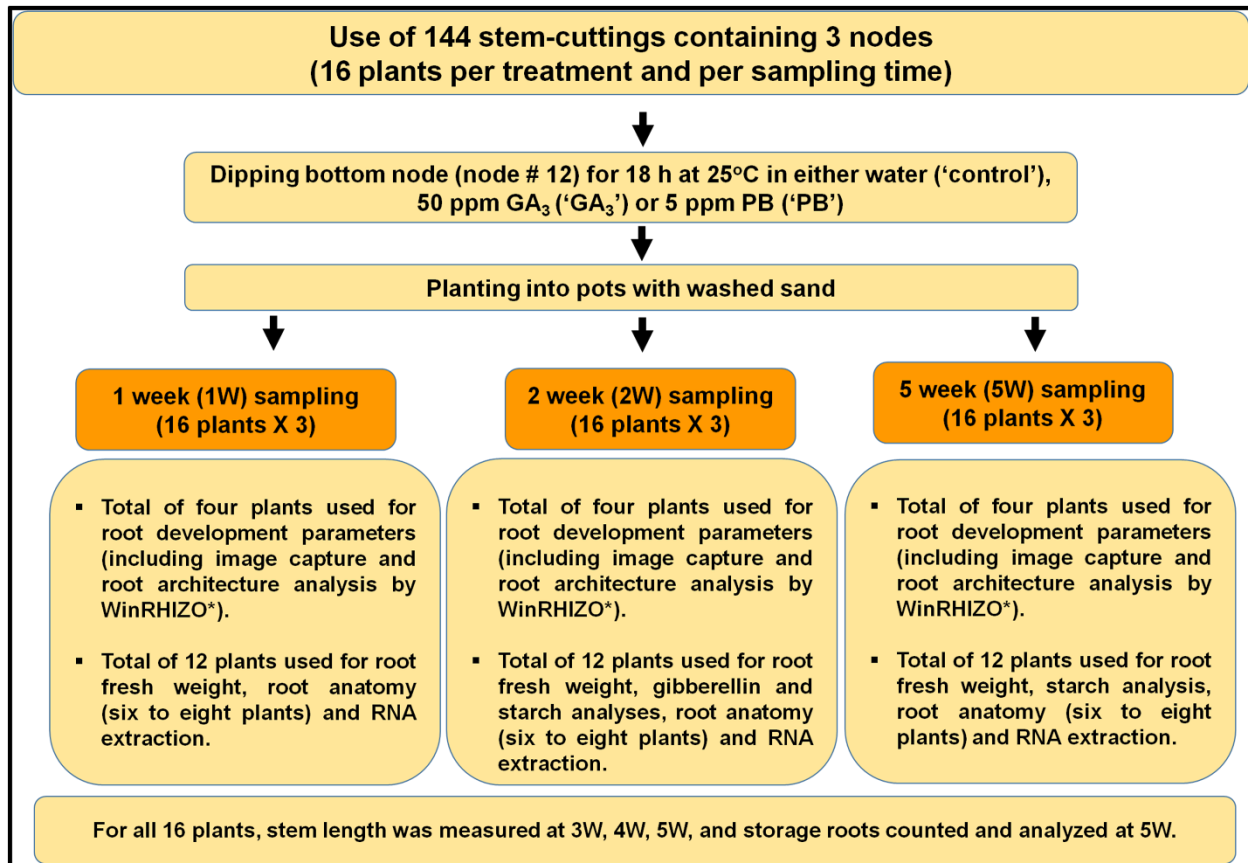 Use of 144 stem-cuttings containing 3 nodes
(16 plants per treatment and per sampling time)
Dipping bottom node (node # 12) for 18 h at 25°C in either water (‘control’),
50 ppm GA₃ (‘GA₃’) or 5 ppm PB (‘PB’)
Planting into pots with washed sand
1 week (1W) sampling
(16 plants X 3)
▪ Total of four plants used for
root development parameters
(including image capture and
root architecture analysis by
WinRHIZO*).
▪ Total of 12 plants used for root
fresh weight, root anatomy
(six to eight plants) and RNA
extraction.
2 week (2W) sampling
(16 plants X 3)
▪ Total of four plants used for
root development parameters
(including image capture and
root architecture analysis by
WinRHIZO*).
▪ Total of 12 plants used for root
fresh weight, gibberellin and
starch analyses, root anatomy
(six to eight plants) and RNA
extraction.
5 week (5W) sampling
(16 plants X 3)
▪ Total of four plants used for
root development parameters
(including image capture and
root architecture analysis by
WinRHIZO*).
▪ Total of 12 plants used for root
fresh weight, starch analysis,
root anatomy (six to eight
plants) and RNA extraction.
For all 16 plants, stem length was measured at 3W, 4W, 5W, and storage roots counted and analyzed at 5W.